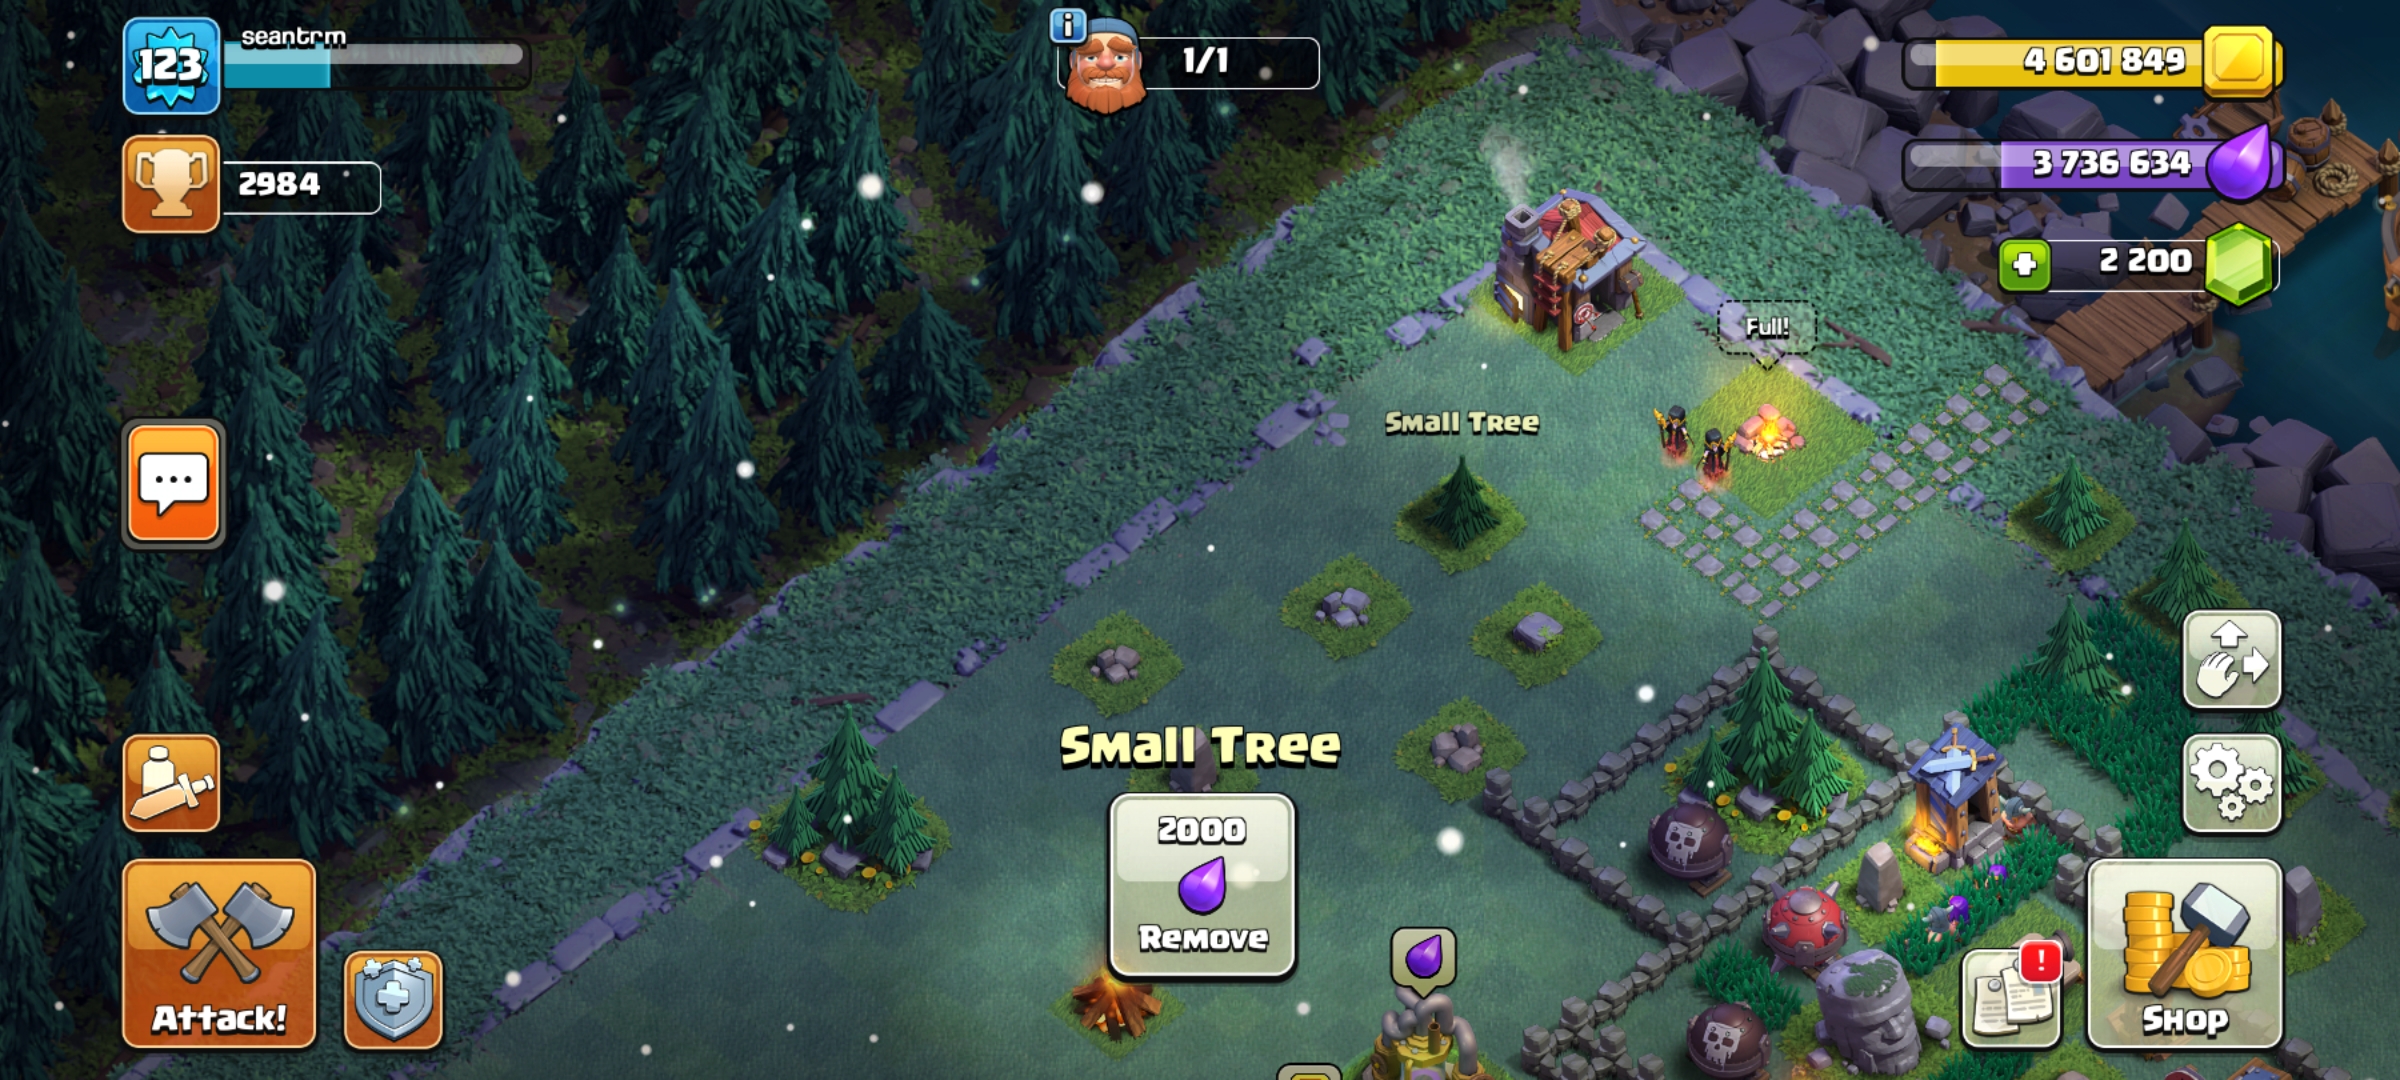 123
seantrm
1/1
4 601 849
2984
3 736 634
2 200
Full!
Small Tree
Small Tree
2000
Remove
Attack!
!
Shop